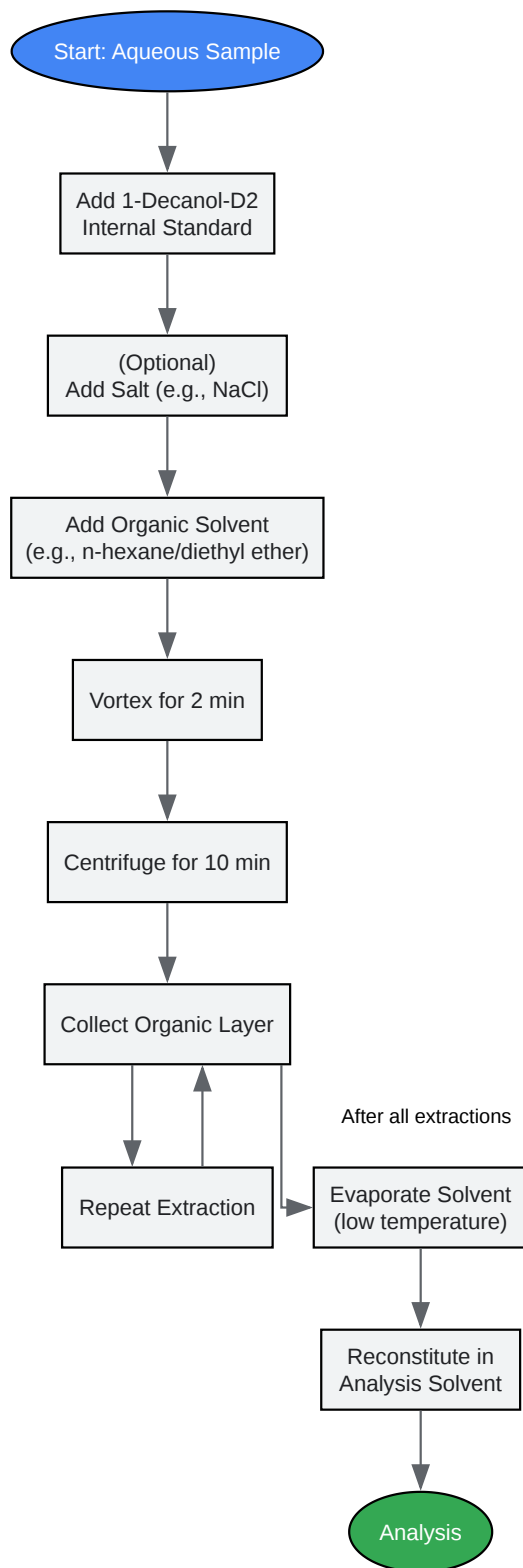 Start: Aqueous Sample
Add 1-Decanol-D2
Internal Standard
(Optional)
Add Salt (e.g., NaCl)
Add Organic Solvent
(e.g., n-hexane/diethyl ether)
Vortex for 2 min
Centrifuge for 10 min
Collect Organic Layer
After all extractions
Repeat Extraction
Evaporate Solvent
(low temperature)
Reconstitute in
Analysis Solvent
Analysis